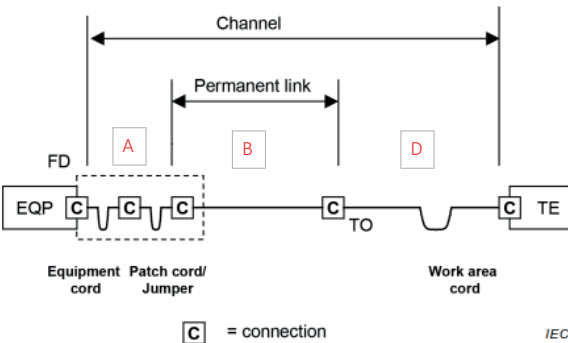 Channel
Permanent link
A
B
D
FD
EQP
C
C
C
C
C
TE
TO
Equipment
cord
Patch cord/
Jumper
Work area
cord
C = connection
IEC